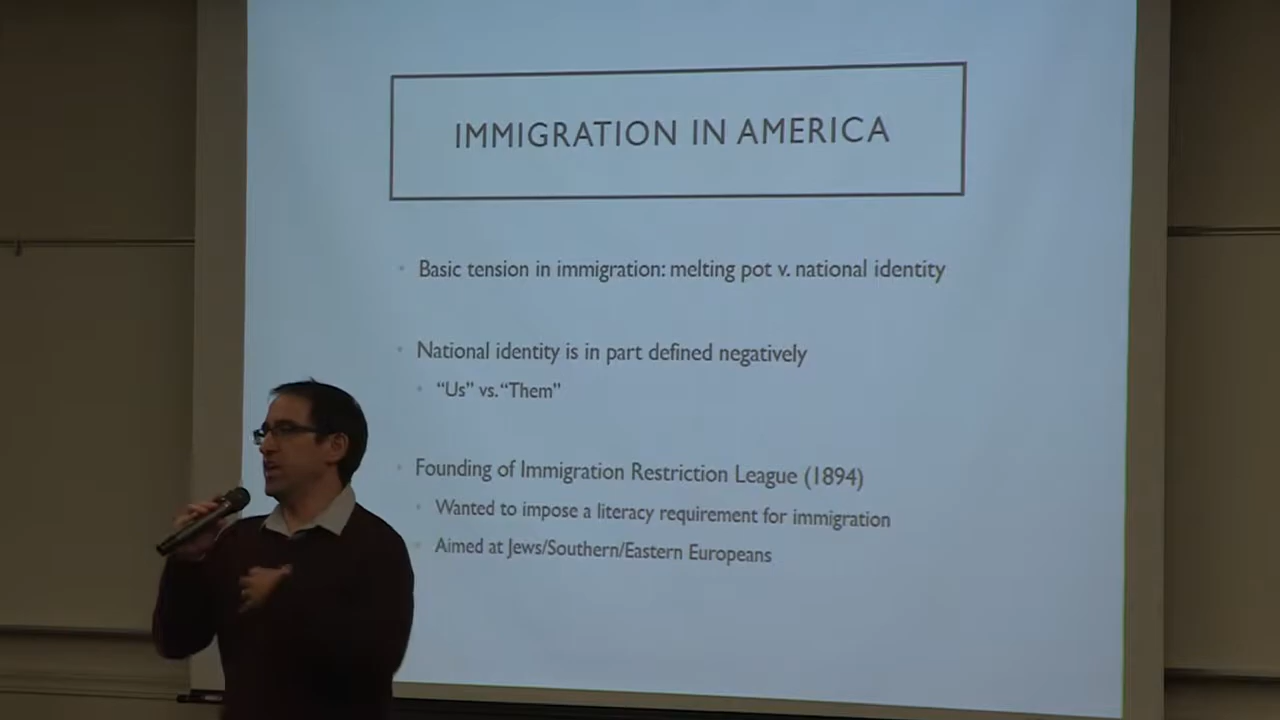 IMMIGRATION IN AMERICA
Basic tension in immigration: melting pot v. national identity
National identity is in part defined negatively
“Us” vs. “Them”
Founding of Immigration Restriction League (1894)
Wanted to impose a literacy requirement for immigration
Aimed at Jews/Southern/Eastern Europeans